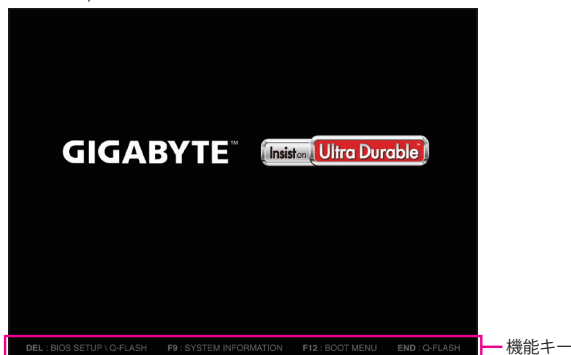 GIGABYTE™ Insist on Ultra Durable™
DEL : BIOS SETUP \ Q-FLASH F9 : SYSTEM INFORMATION F12 : BOOT MENU END : Q-FLASH
機能キー